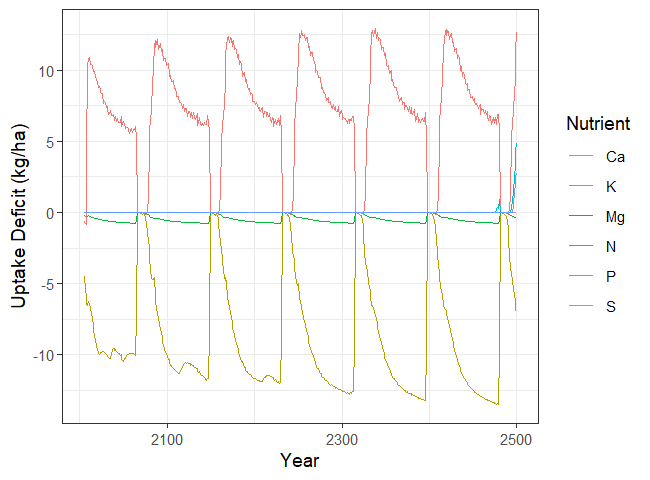 10
5
0
-5
-10
Uptake Deficit (kg/ha)
2100
2300
2500
Year
Nutrient
Ca
K
Mg
N
P
S